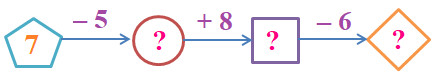 7 – 5 ? + 8 ? – 6 ?